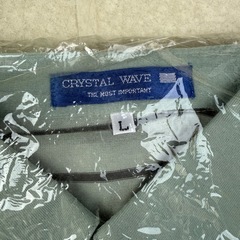 CRYSTAL WAVE
THE MOST IMPORTANT
L